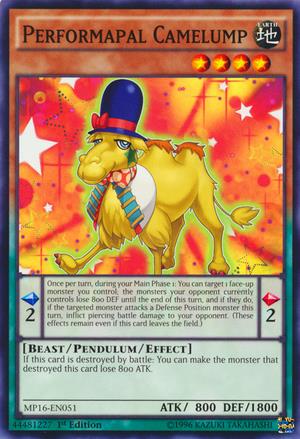 PERFORMAPAL CAMELUMP
EARTH
地
Once per turn, during your Main Phase 1: You can target 1 face-up
monster you control; the monsters your opponent currently
controls lose 800 DEF until the end of this turn, and if they do,
if the targeted monster attacks a Defense Position monster this
turn, inflict piercing battle damage to your opponent. (These
effects remain even if this card leaves the field.)
2
2
[BEAST/PENDULUM/EFFECT]
If this card is destroyed by battle: You can make the monster that
destroyed this card lose 800 ATK.
MP16-EN051
ATK/ 800 DEF/1800
44481227
1st Edition
©1996 KAZUKI TAKAHASHI